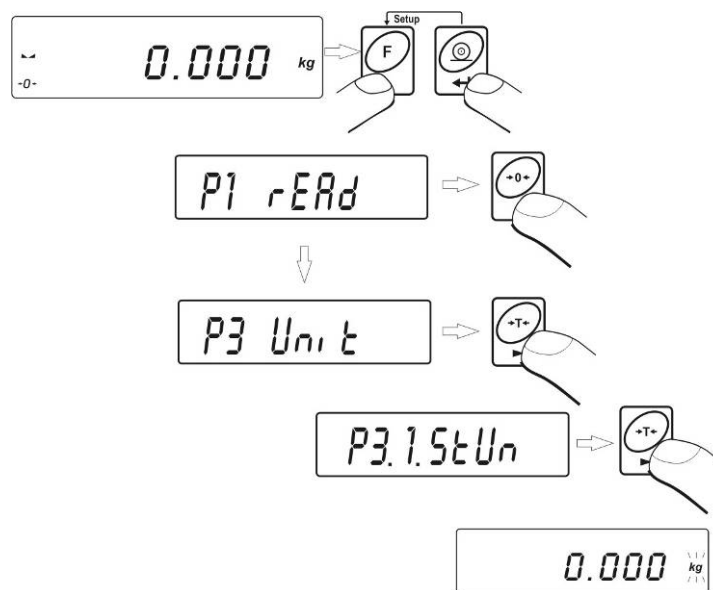 Setup
-0- 0.000 kg F
P1 rEAd →0←
P3 Unit →T←
P3.1.StUn →T←
0.000 kg